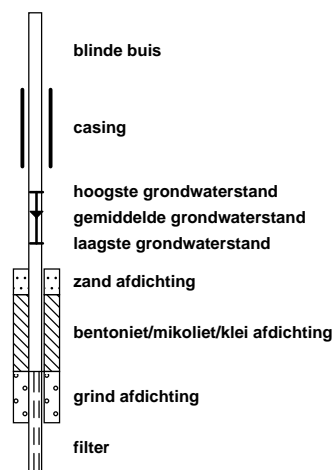 blinde buis
casing
hoogste grondwaterstand
gemiddelde grondwaterstand
laagste grondwaterstand
zand afdichting
bentoniet/mikoliet/klei afdichting
grind afdichting
filter